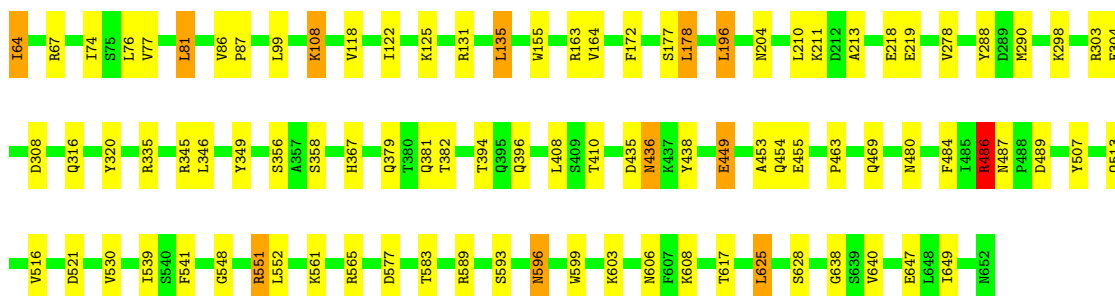 I64 R67 I74 S75 L76 V77 L81 V86 P87 L99 K108 V118 I122 K125 R131 L135 W155 R163 V164 F172 S177 L178 L196 N204 L210 K211 D212 A213 E218 E219 V278 Y288 D289 M290 K298 R303
D308 Q316 Y320 R335 R345 L346 Y349 S356 A357 S358 H367 Q379 T380 Q381 T382 T394 Q395 Q396 L408 S409 T410 D435 N436 K437 Y438 E449 A453 Q454 E455 P463 Q469 N480 F484 I485 R486 N487 P488 D489 Y507
V516 D521 V530 I539 S540 F541 G548 R551 L552 K561 R565 D577 T583 R589 S593 N596 W599 K603 N606 F607 K608 T617 L625 S628 G638 S639 V640 E647 L648 I649 N652